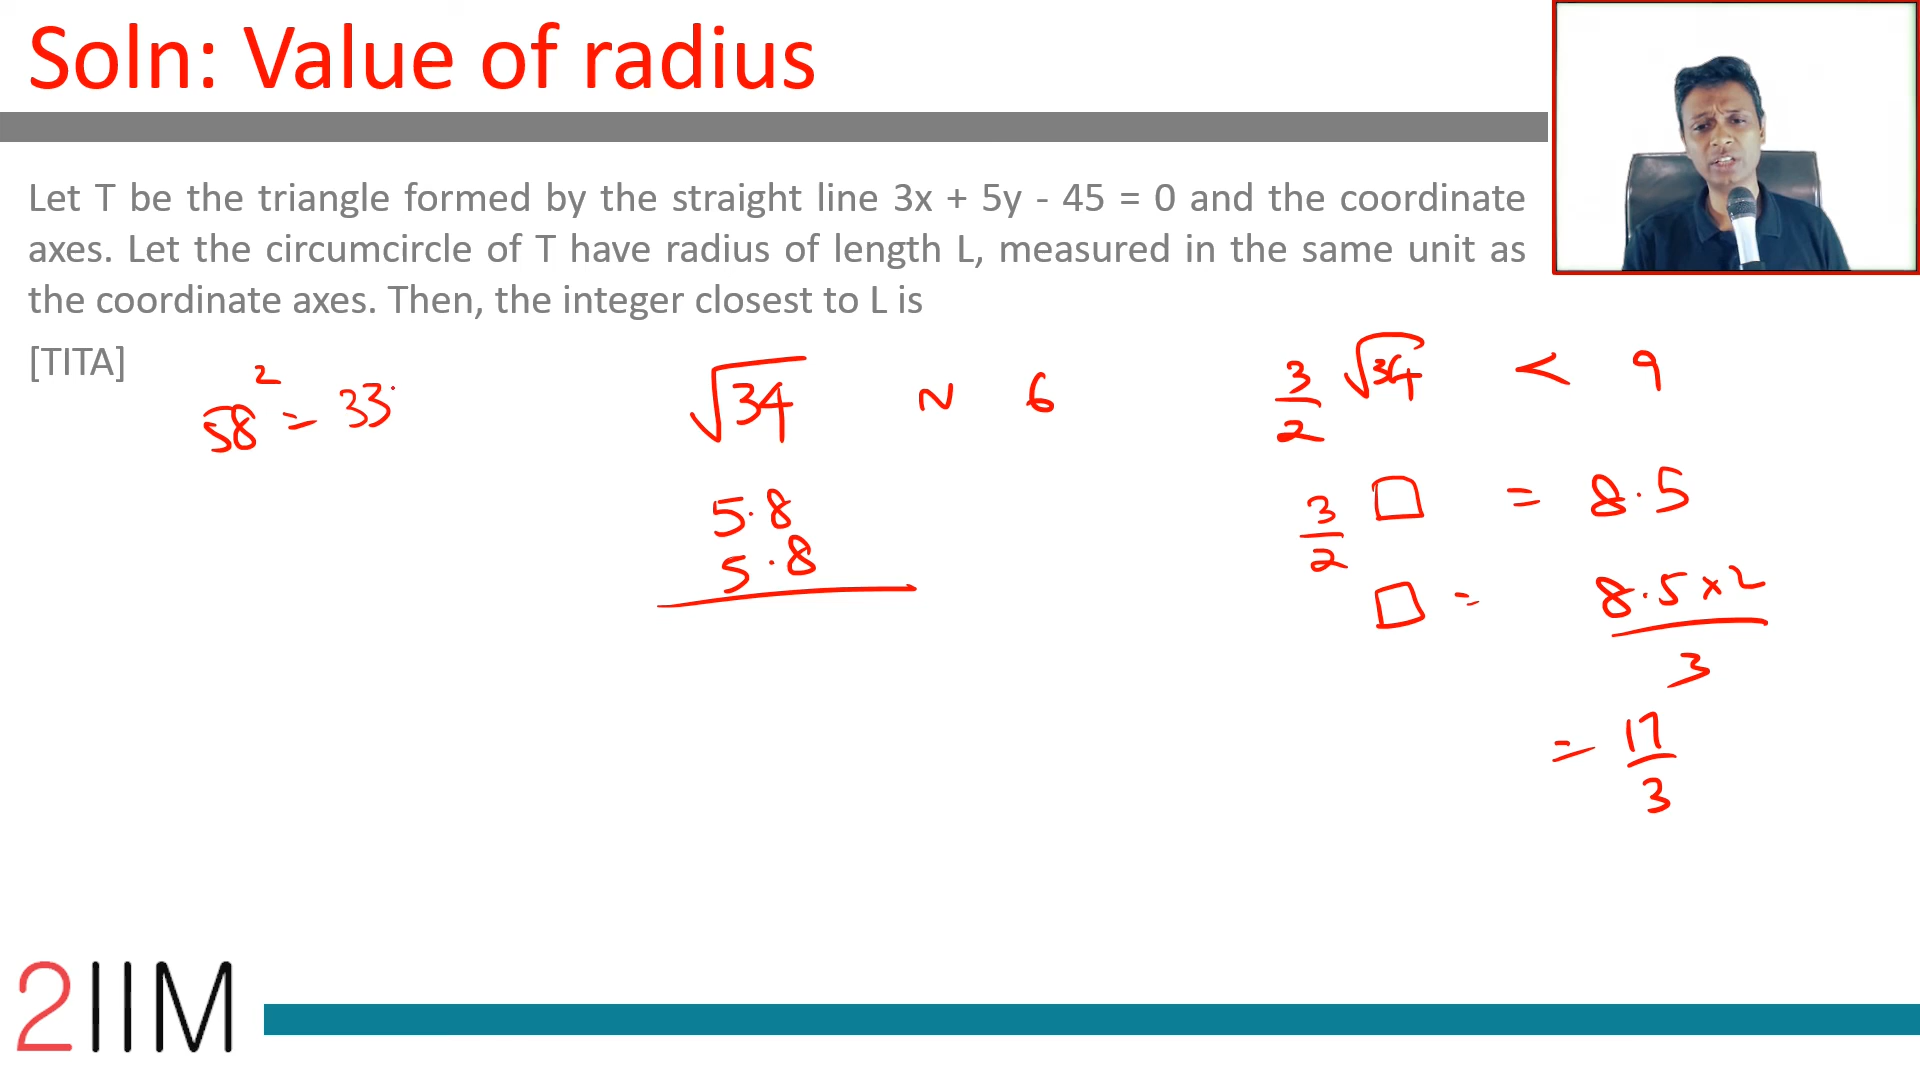 Soln: Value of radius
Let T be the triangle formed by the straight line 3x + 5y - 45 = 0 and the coordinate
axes. Let the circumcircle of T have radius of length L, measured in the same unit as
the coordinate axes. Then, the integer closest to L is
[TITA]
58² = 33
√34 ~ 6
5.8
5.8
3/2 √34 < 9
3/2 □ = 8.5
□ = 8.5 x 2 / 3
= 17/3
2IIM